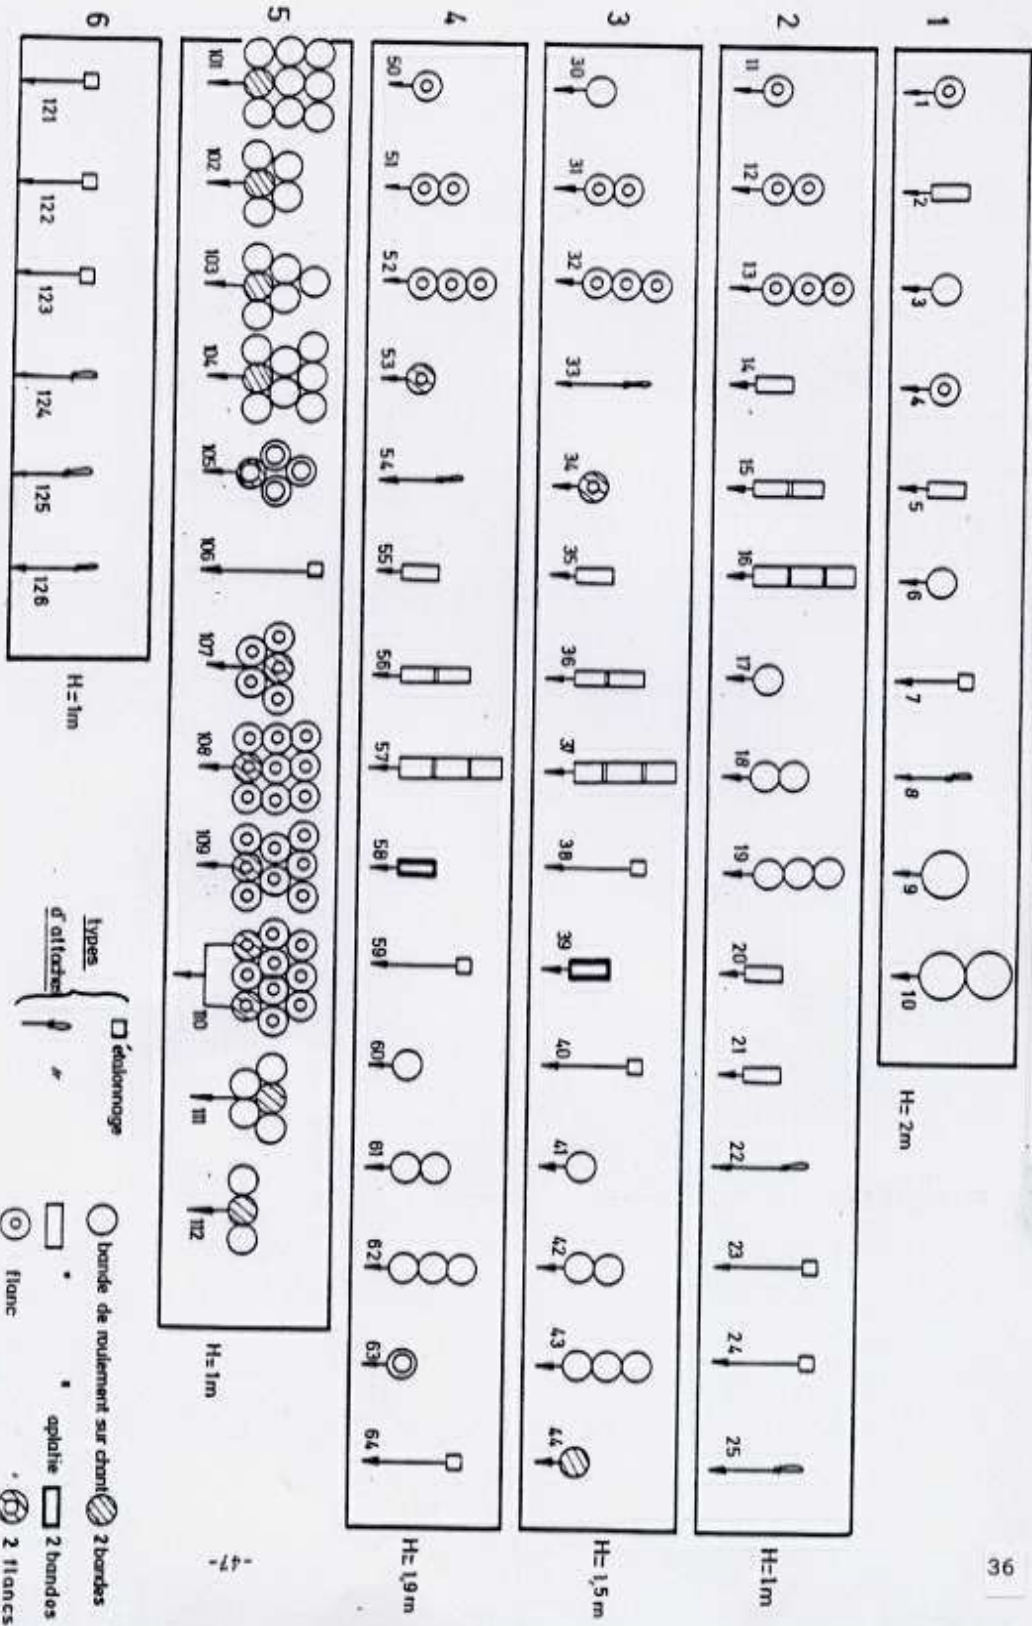 36
1
1 2 3 4 5 6 7 8 9 10
H= 2m
2
11 12 13 14 15 16 17 18 19 20 21 22 23 24 25
H=1m
3
30 31 32 33 34 35 36 37 38 39 40 41 42 43 44
H=1,5m
4
50 51 52 53 54 55 56 57 58 59 60 61 62 63 64
H=1,9m
5
101 102 103 104 105 106 107 108 109 110 111 112
H=1m
6
121 122 123 124 125 126
H=1m
types
d'attaches
étalonnage
"
bande de roulement sur chant
2 bandes
" " aplatie
2 bandes
flanc
2 flancs
-47-